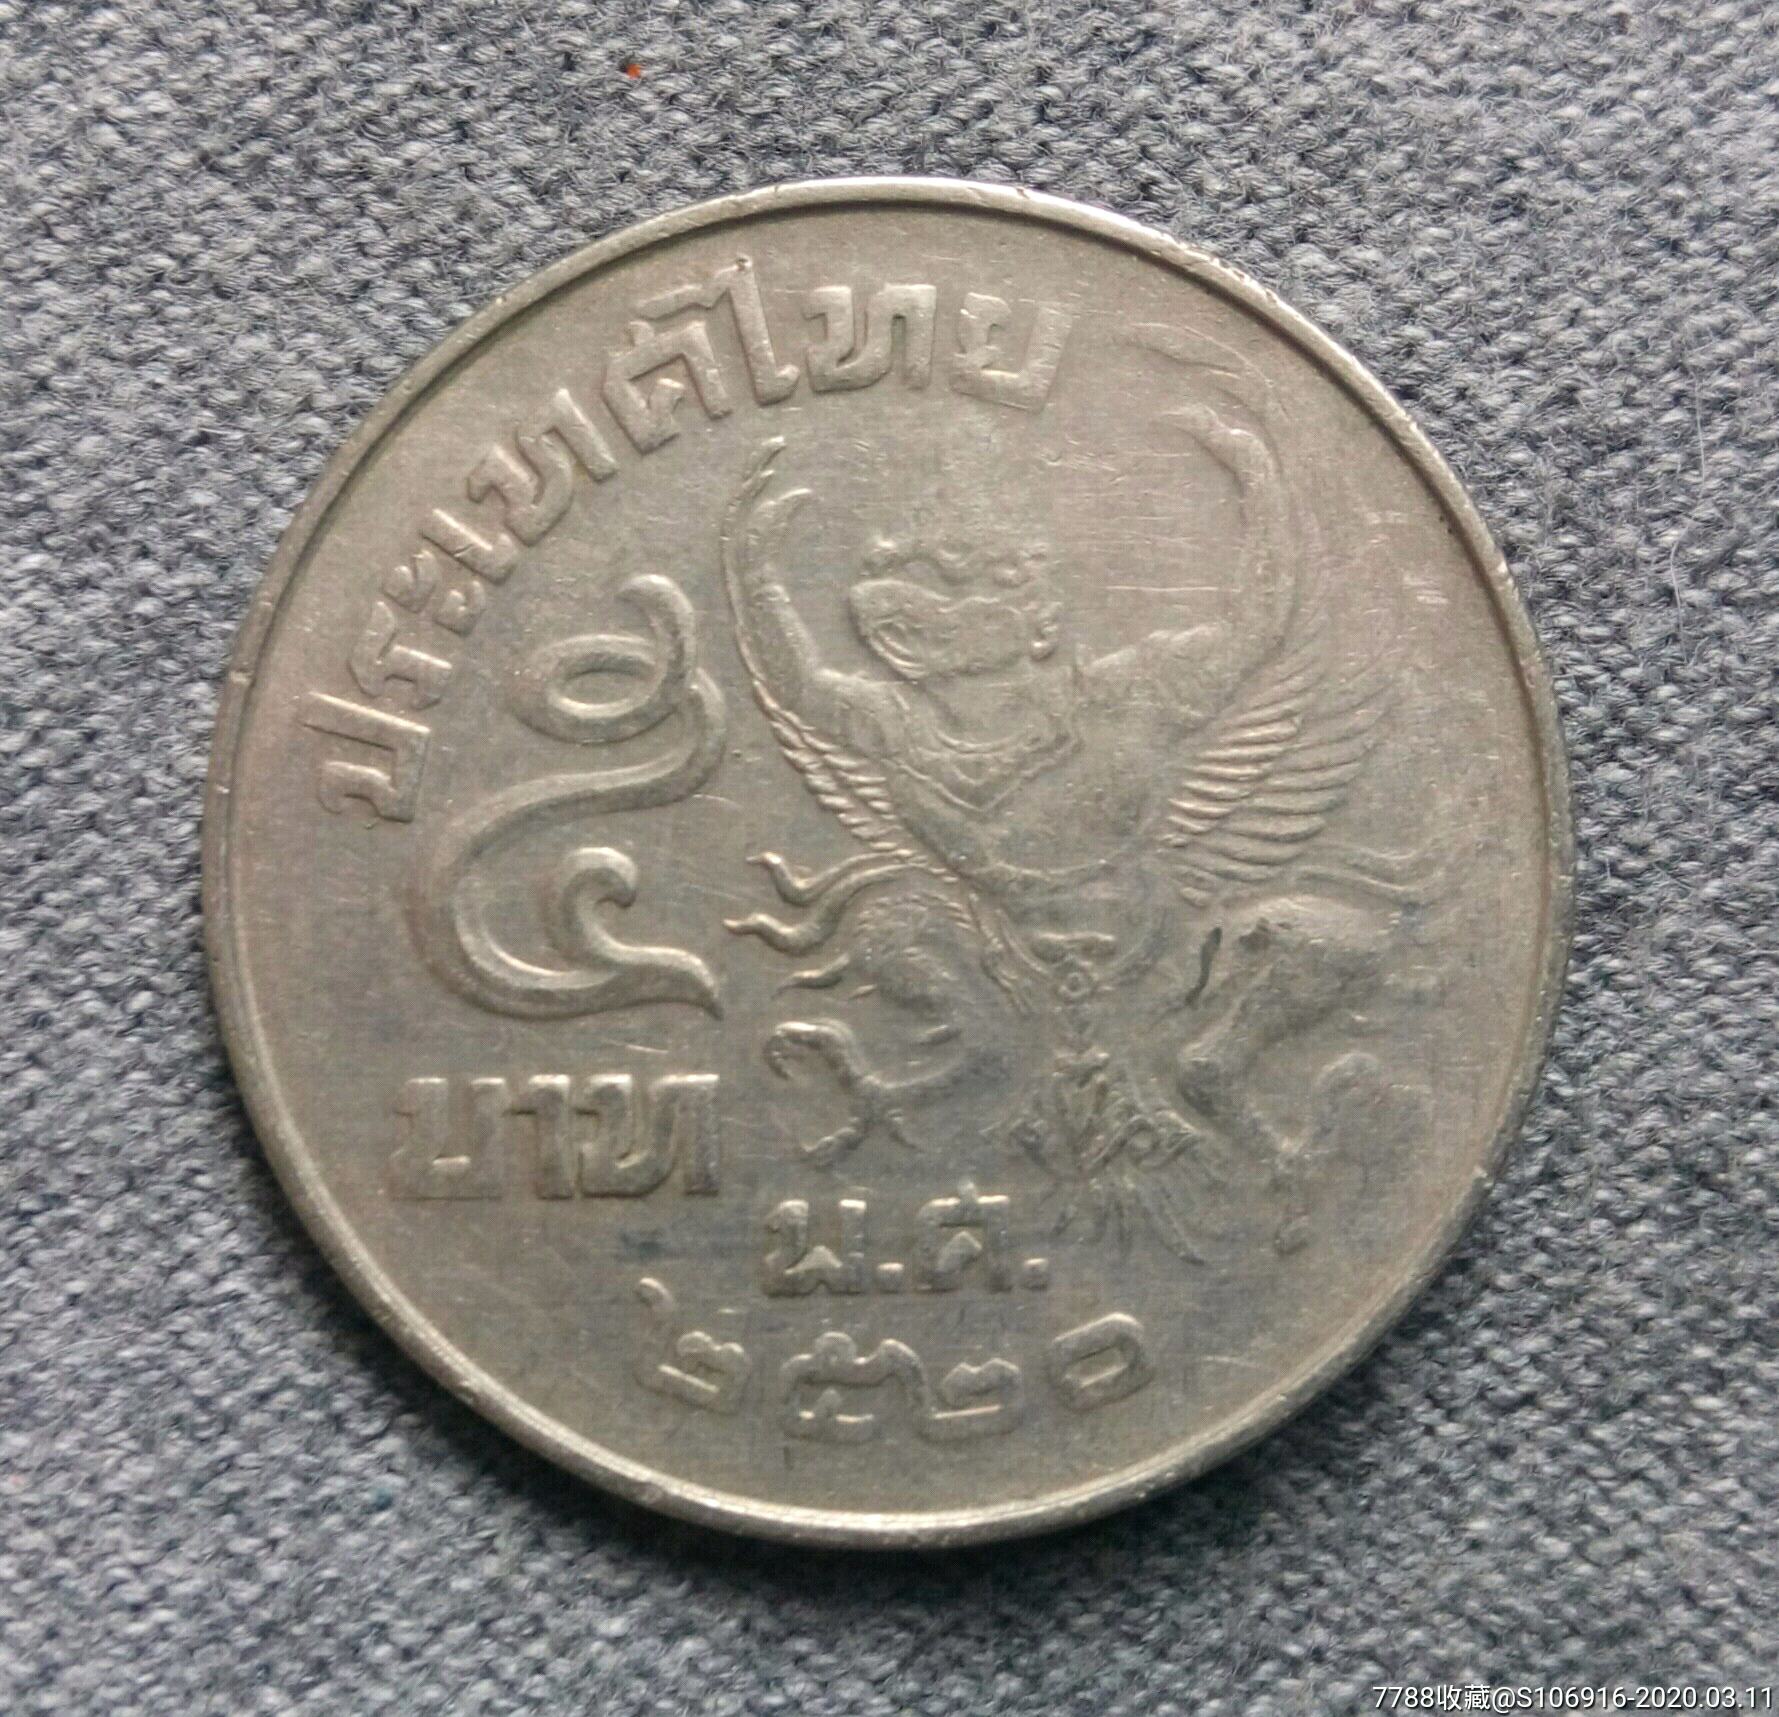 ประเทศไทย
๕
บาท
พ.ศ.
๒๕๒๐
7788收藏@S106916-2020.03.11